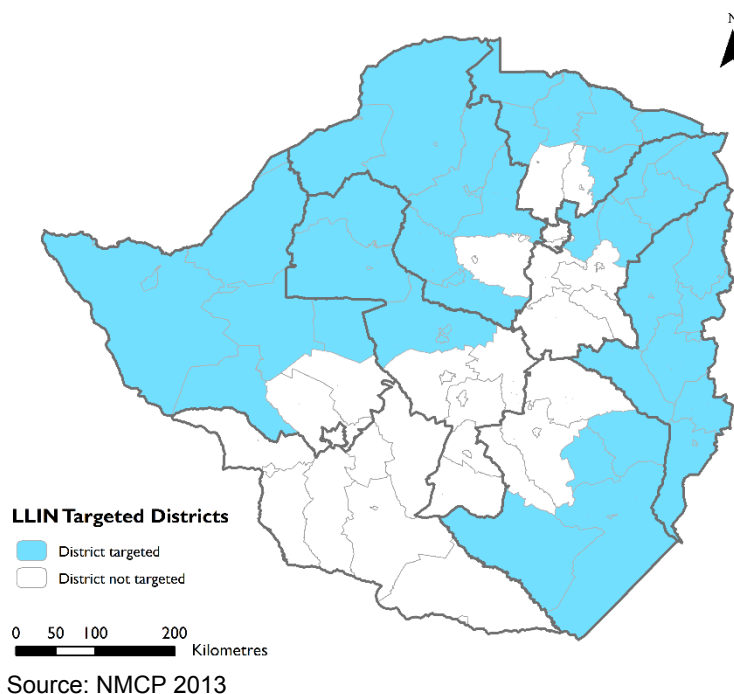 N
LLIN Targeted Districts
District targeted
District not targeted
0 50 100 200 Kilometres
Source: NMCP 2013